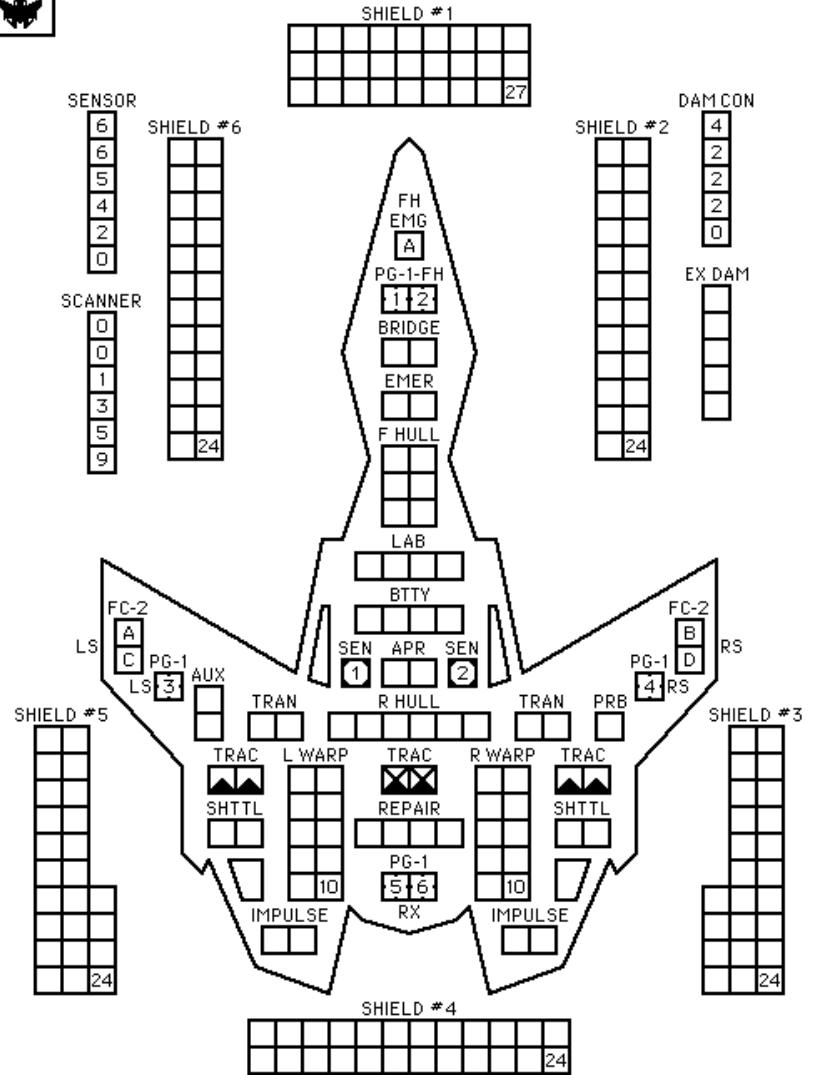 SHIELD #1
27
SENSOR
6
6
5
4
2
0
SHIELD #6
24
SHIELD #2
24
DAM CON
4
2
2
2
0
SCANNER
0
0
1
3
5
9
EX DAM
FH
EMG
A
PG-1-FH
1 2
BRIDGE
EMER
F HULL
LAB
BTTY
FC-2
LS
A
C
PG-1
LS 3
AUX
SEN APR SEN
1 2
FC-2
B
D
RS
PG-1
4 RS
TRAN R HULL TRAN PRB
SHIELD #5
24
SHIELD #3
24
TRAC L WARP TRAC R WARP TRAC
SHTTL REPAIR SHTTL
10 10
PG-1
5 6
RX
IMPULSE IMPULSE
SHIELD #4
24